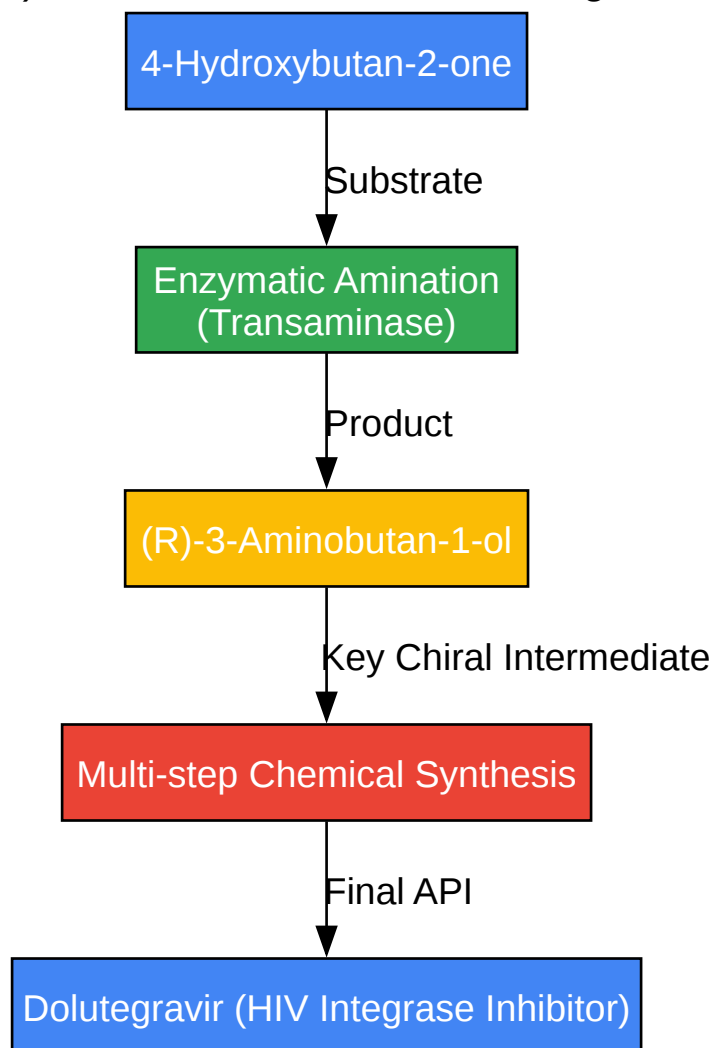 4-Hydroxybutan-2-one
Substrate
Enzymatic Amination
(Transaminase)
Product
(R)-3-Aminobutan-1-ol
Key Chiral Intermediate
Multi-step Chemical Synthesis
Final API
Dolutegravir (HIV Integrase Inhibitor)